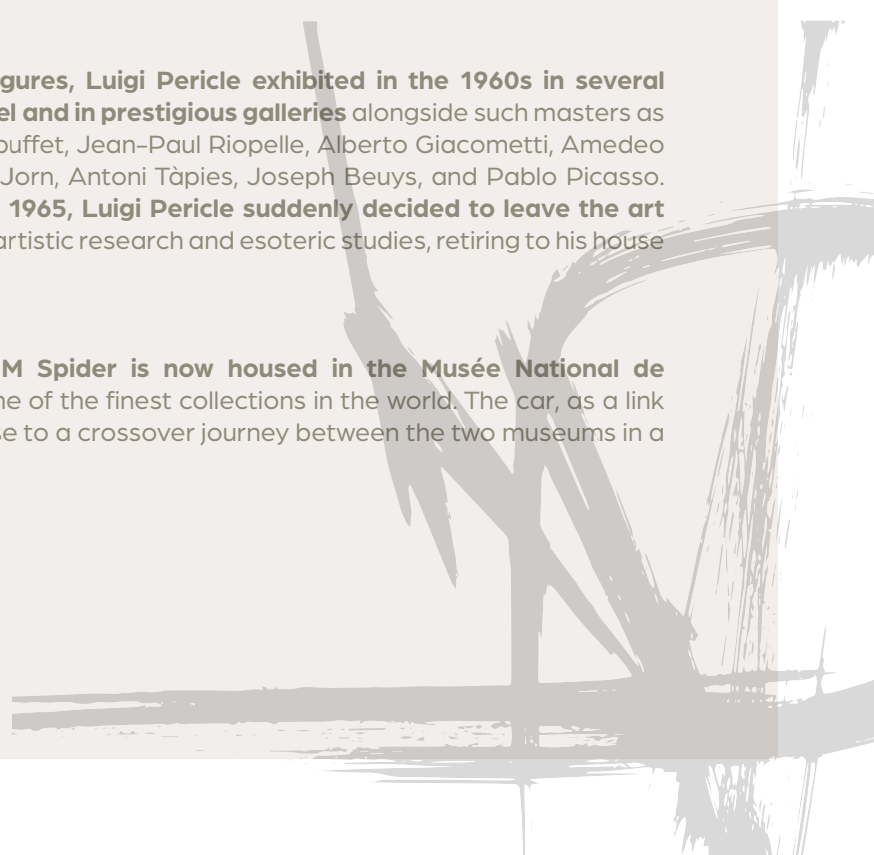 gures, Luigi Pericle exhibited in the 1960s in several
el and in prestigious galleries alongside such masters as
buffet, Jean-Paul Riopelle, Alberto Giacometti, Amedeo
Jorn, Antoni Tàpies, Joseph Beuys, and Pablo Picasso.
1965, Luigi Pericle suddenly decided to leave the art
artistic research and esoteric studies, retiring to his house
M Spider is now housed in the Musée National de
ne of the finest collections in the world. The car, as a link
se to a crossover journey between the two museums in a